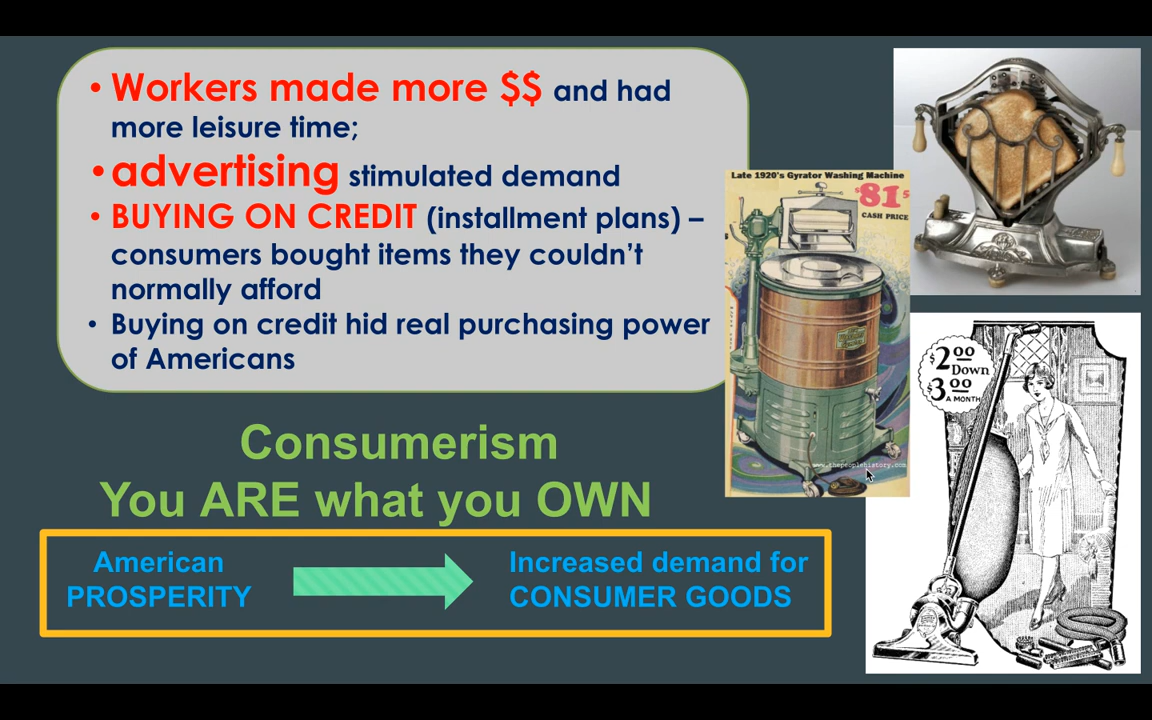 • Workers made more $$ and had
more leisure time;
• advertising stimulated demand
• BUYING ON CREDIT (installment plans) –
consumers bought items they couldn't
normally afford
• Buying on credit hid real purchasing power
of Americans
Consumerism
You ARE what you OWN
American
PROSPERITY
Increased demand for
CONSUMER GOODS
Late 1920's Gyrator Washing Machine
$81.5
CASH PRICE
www.thepeoplehistory.com
$2.00
Down
$3.00
A MONTH